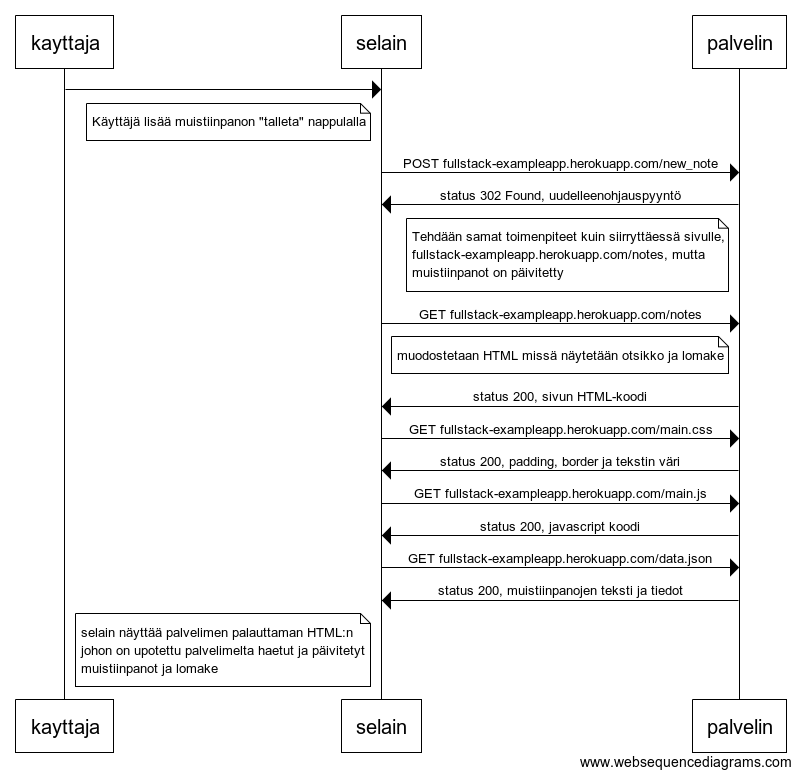 kayttaja
selain
palvelin
Käyttäjä lisää muistiinpanon "talleta" nappulalla
POST fullstack-exampleapp.herokuapp.com/new_note
status 302 Found, uudelleenohjauspyyntö
Tehdään samat toimenpiteet kuin siirryttäessä sivulle,
fullstack-exampleapp.herokuapp.com/notes, mutta
muistiinpanot on päivitetty
GET fullstack-exampleapp.herokuapp.com/notes
muodostetaan HTML missä näytetään otsikko ja lomake
status 200, sivun HTML-koodi
GET fullstack-exampleapp.herokuapp.com/main.css
status 200, padding, border ja tekstin väri
GET fullstack-exampleapp.herokuapp.com/main.js
status 200, javascript koodi
GET fullstack-exampleapp.herokuapp.com/data.json
status 200, muistiinpanojen teksti ja tiedot
selain näyttää palvelimen palauttaman HTML:n
johon on upotettu palvelimelta haetut ja päivitetyt
muistiinpanot ja lomake
kayttaja
selain
palvelin
www.websequencediagrams.com